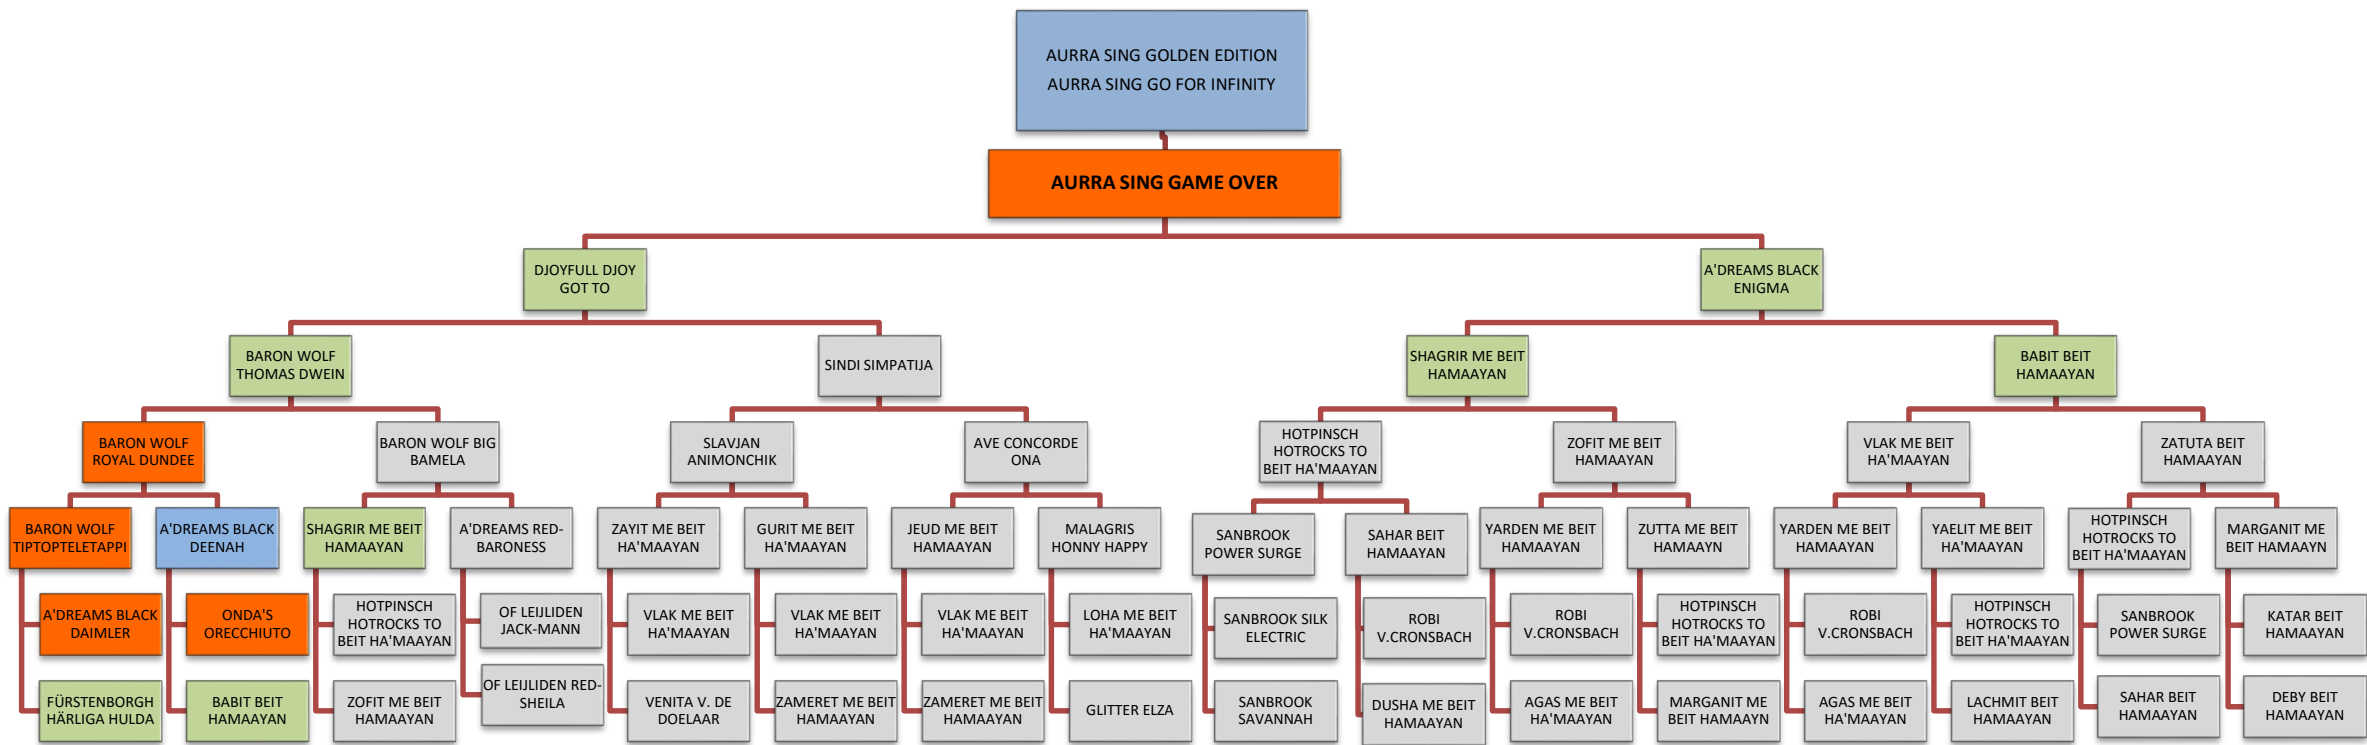 AURRA SING GOLDEN EDITION
AURRA SING GO FOR INFINITY
AURRA SING GAME OVER
DJOYFULL DJOY
GOT TO
A'DREAMS BLACK
ENIGMA
BARON WOLF
THOMAS DWEIN
SINDI SIMPATIJA
SHAGRIR ME BEIT
HAMAAYAN
BABIT BEIT
HAMAAYAN
BARON WOLF
ROYAL DUNDEE
BARON WOLF BIG
BAMELA
SLAVJAN
ANIMONCHIK
AVE CONCORDE
ONA
HOTPINSCH
HOTROCKS TO
BEIT HA'MAAYAN
ZOFIT ME BEIT
HAMAAYAN
VLAK ME BEIT
HA'MAAYAN
ZATUTA BEIT
HAMAAYAN
BARON WOLF
TIPTOPTELETAPPI
A'DREAMS BLACK
DEENAH
SHAGRIR ME BEIT
HAMAAYAN
A'DREAMS RED-
BARONESS
ZAYIT ME BEIT
HA'MAAYAN
GURIT ME BEIT
HA'MAAYAN
JEUD ME BEIT
HAMAAYAN
MALAGRIS
HONNY HAPPY
SANBROOK
POWER SURGE
SAHAR BEIT
HAMAAYAN
YARDEN ME BEIT
HAMAAYAN
ZUTTA ME BEIT
HAMAAYN
YARDEN ME BEIT
HAMAAYAN
YAELIT ME BEIT
HA'MAAYAN
HOTPINSCH
HOTROCKS TO
BEIT HA'MAAYAN
MARGANIT ME
BEIT HAMAAYN
A'DREAMS BLACK
DAIMLER
ONDA'S
ORECCHIUTO
HOTPINSCH
HOTROCKS TO
BEIT HA'MAAYAN
OF LEIJLIDEN
JACK-MANN
VLAK ME BEIT
HA'MAAYAN
VLAK ME BEIT
HA'MAAYAN
VLAK ME BEIT
HA'MAAYAN
LOHA ME BEIT
HA'MAAYAN
SANBROOK SILK
ELECTRIC
ROBI
V.CRONSBACH
ROBI
V.CRONSBACH
HOTPINSCH
HOTROCKS TO
BEIT HA'MAAYAN
ROBI
V.CRONSBACH
HOTPINSCH
HOTROCKS TO
BEIT HA'MAAYAN
SANBROOK
POWER SURGE
KATAR BEIT
HAMAAYAN
FÜRSTENBORGH
HÄRLIGA HULDA
BABIT BEIT
HAMAAYAN
ZOFIT ME BEIT
HAMAAYAN
OF LEIJLIDEN RED-
SHEILA
VENITA V. DE
DOELAAR
ZAMERET ME BEIT
HAMAAYAN
ZAMERET ME BEIT
HAMAAYAN
GLITTER ELZA
SANBROOK
SAVANNAH
DUSHA ME BEIT
HAMAAYAN
AGAS ME BEIT
HA'MAAYAN
MARGANIT ME
BEIT HAMAAYN
AGAS ME BEIT
HA'MAAYAN
LACHMIT BEIT
HAMAAYAN
SAHAR BEIT
HAMAAYAN
DEBY BEIT
HAMAAYAN